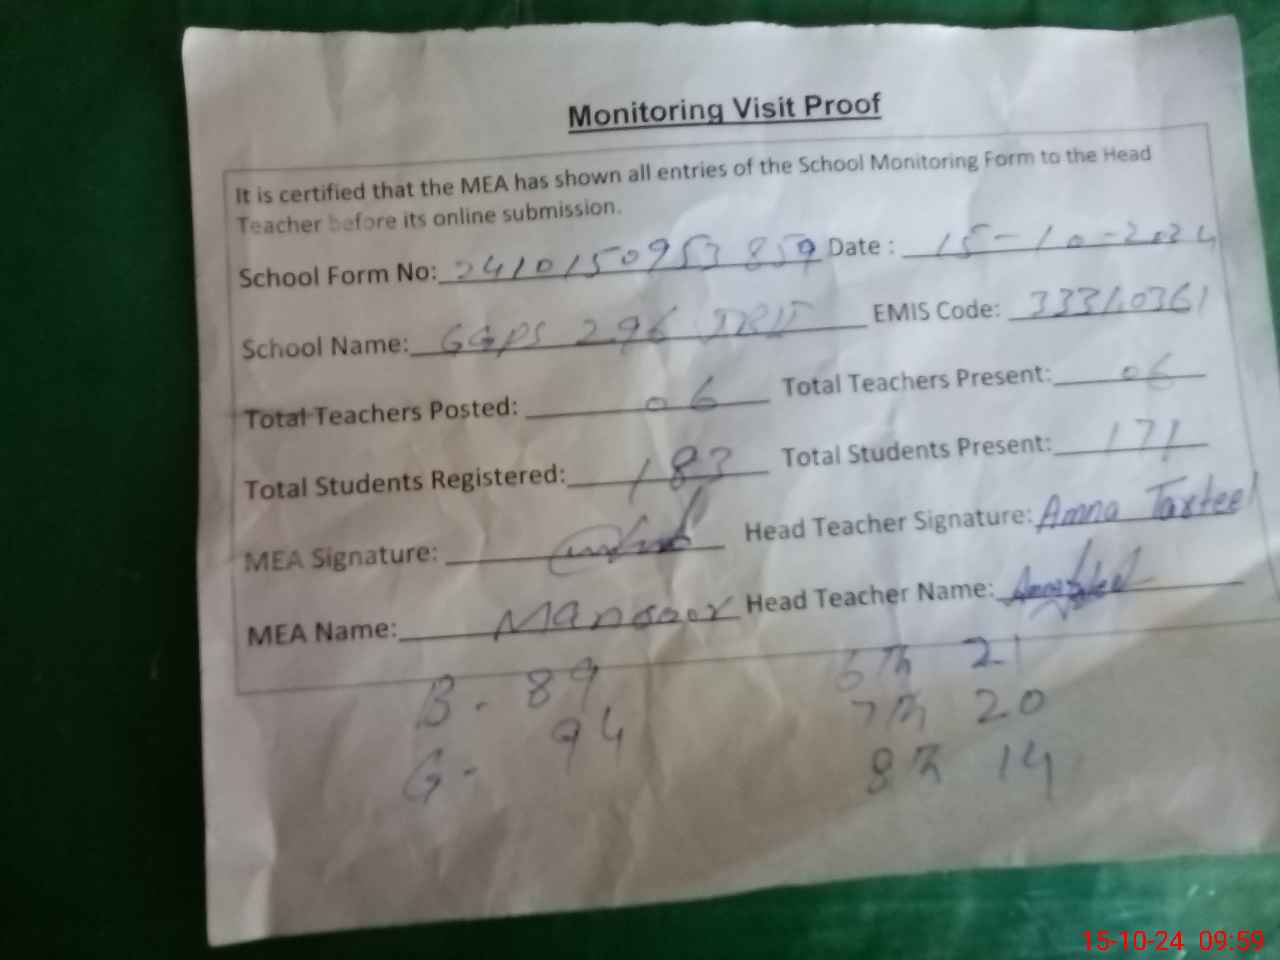 Monitoring Visit Proof
It is certified that the MEA has shown all entries of the School Monitoring Form to the Head
Teacher before its online submission.
School Form No: 2410150953859 Date : 15-10-2024
School Name: GGPS 296 EMIS Code: 33310361
Total Teachers Posted: 06 Total Teachers Present: 06
Total Students Registered: 183 Total Students Present: 171
MEA Signature: Head Teacher Signature: Amna
MEA Name: Mansoor Head Teacher Name:
B - 89 6th 21
G - 94 7th 20
8th 14
15-10-24 09:59